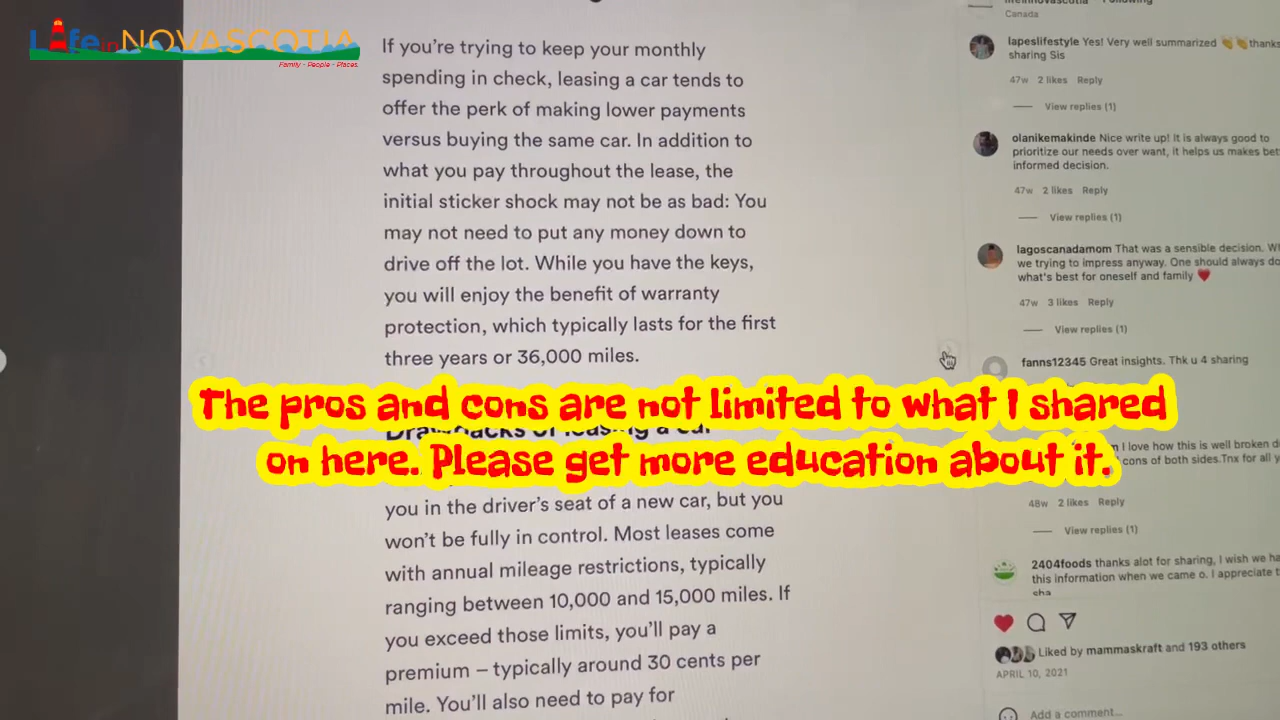 Life in NOVASCOTIA
Family - People - Places
If you're trying to keep your monthly
spending in check, leasing a car tends to
offer the perk of making lower payments
versus buying the same car. In addition to
what you pay throughout the lease, the
initial sticker shock may not be as bad: You
may not need to put any money down to
drive off the lot. While you have the keys,
you will enjoy the benefit of warranty
protection, which typically lasts for the first
three years or 36,000 miles.
The pros and cons are not limited to what I shared
on here. Please get more education about it.
Drawbacks of leasing a car
you in the driver's seat of a new car, but you
won't be fully in control. Most leases come
with annual mileage restrictions, typically
ranging between 10,000 and 15,000 miles. If
you exceed those limits, you'll pay a
premium – typically around 30 cents per
mile. You'll also need to pay for
Canada
lapeslifestyle Yes! Very well summarized 👏👏thanks
sharing Sis
47w 2 likes Reply
View replies (1)
olanikemakinde Nice write up! It is always good to
prioritize our needs over want, it helps us makes bet
informed decision.
47w 2 likes Reply
View replies (1)
lagoscanadamom That was a sensible decision. W
we trying to impress anyway. One should always do
what's best for oneself and family ❤️
47w 3 likes Reply
View replies (1)
fanns12345 Great insights. Thk u 4 sharing
I love how this is well broken d
cons of both sides.Tnx for all y
48w 2 likes Reply
View replies (1)
2404foods thanks alot for sharing, I wish we ha
this information when we came o. I appreciate t
sha
Liked by mammaskraft and 193 others
APRIL 10, 2021
Add a comment...